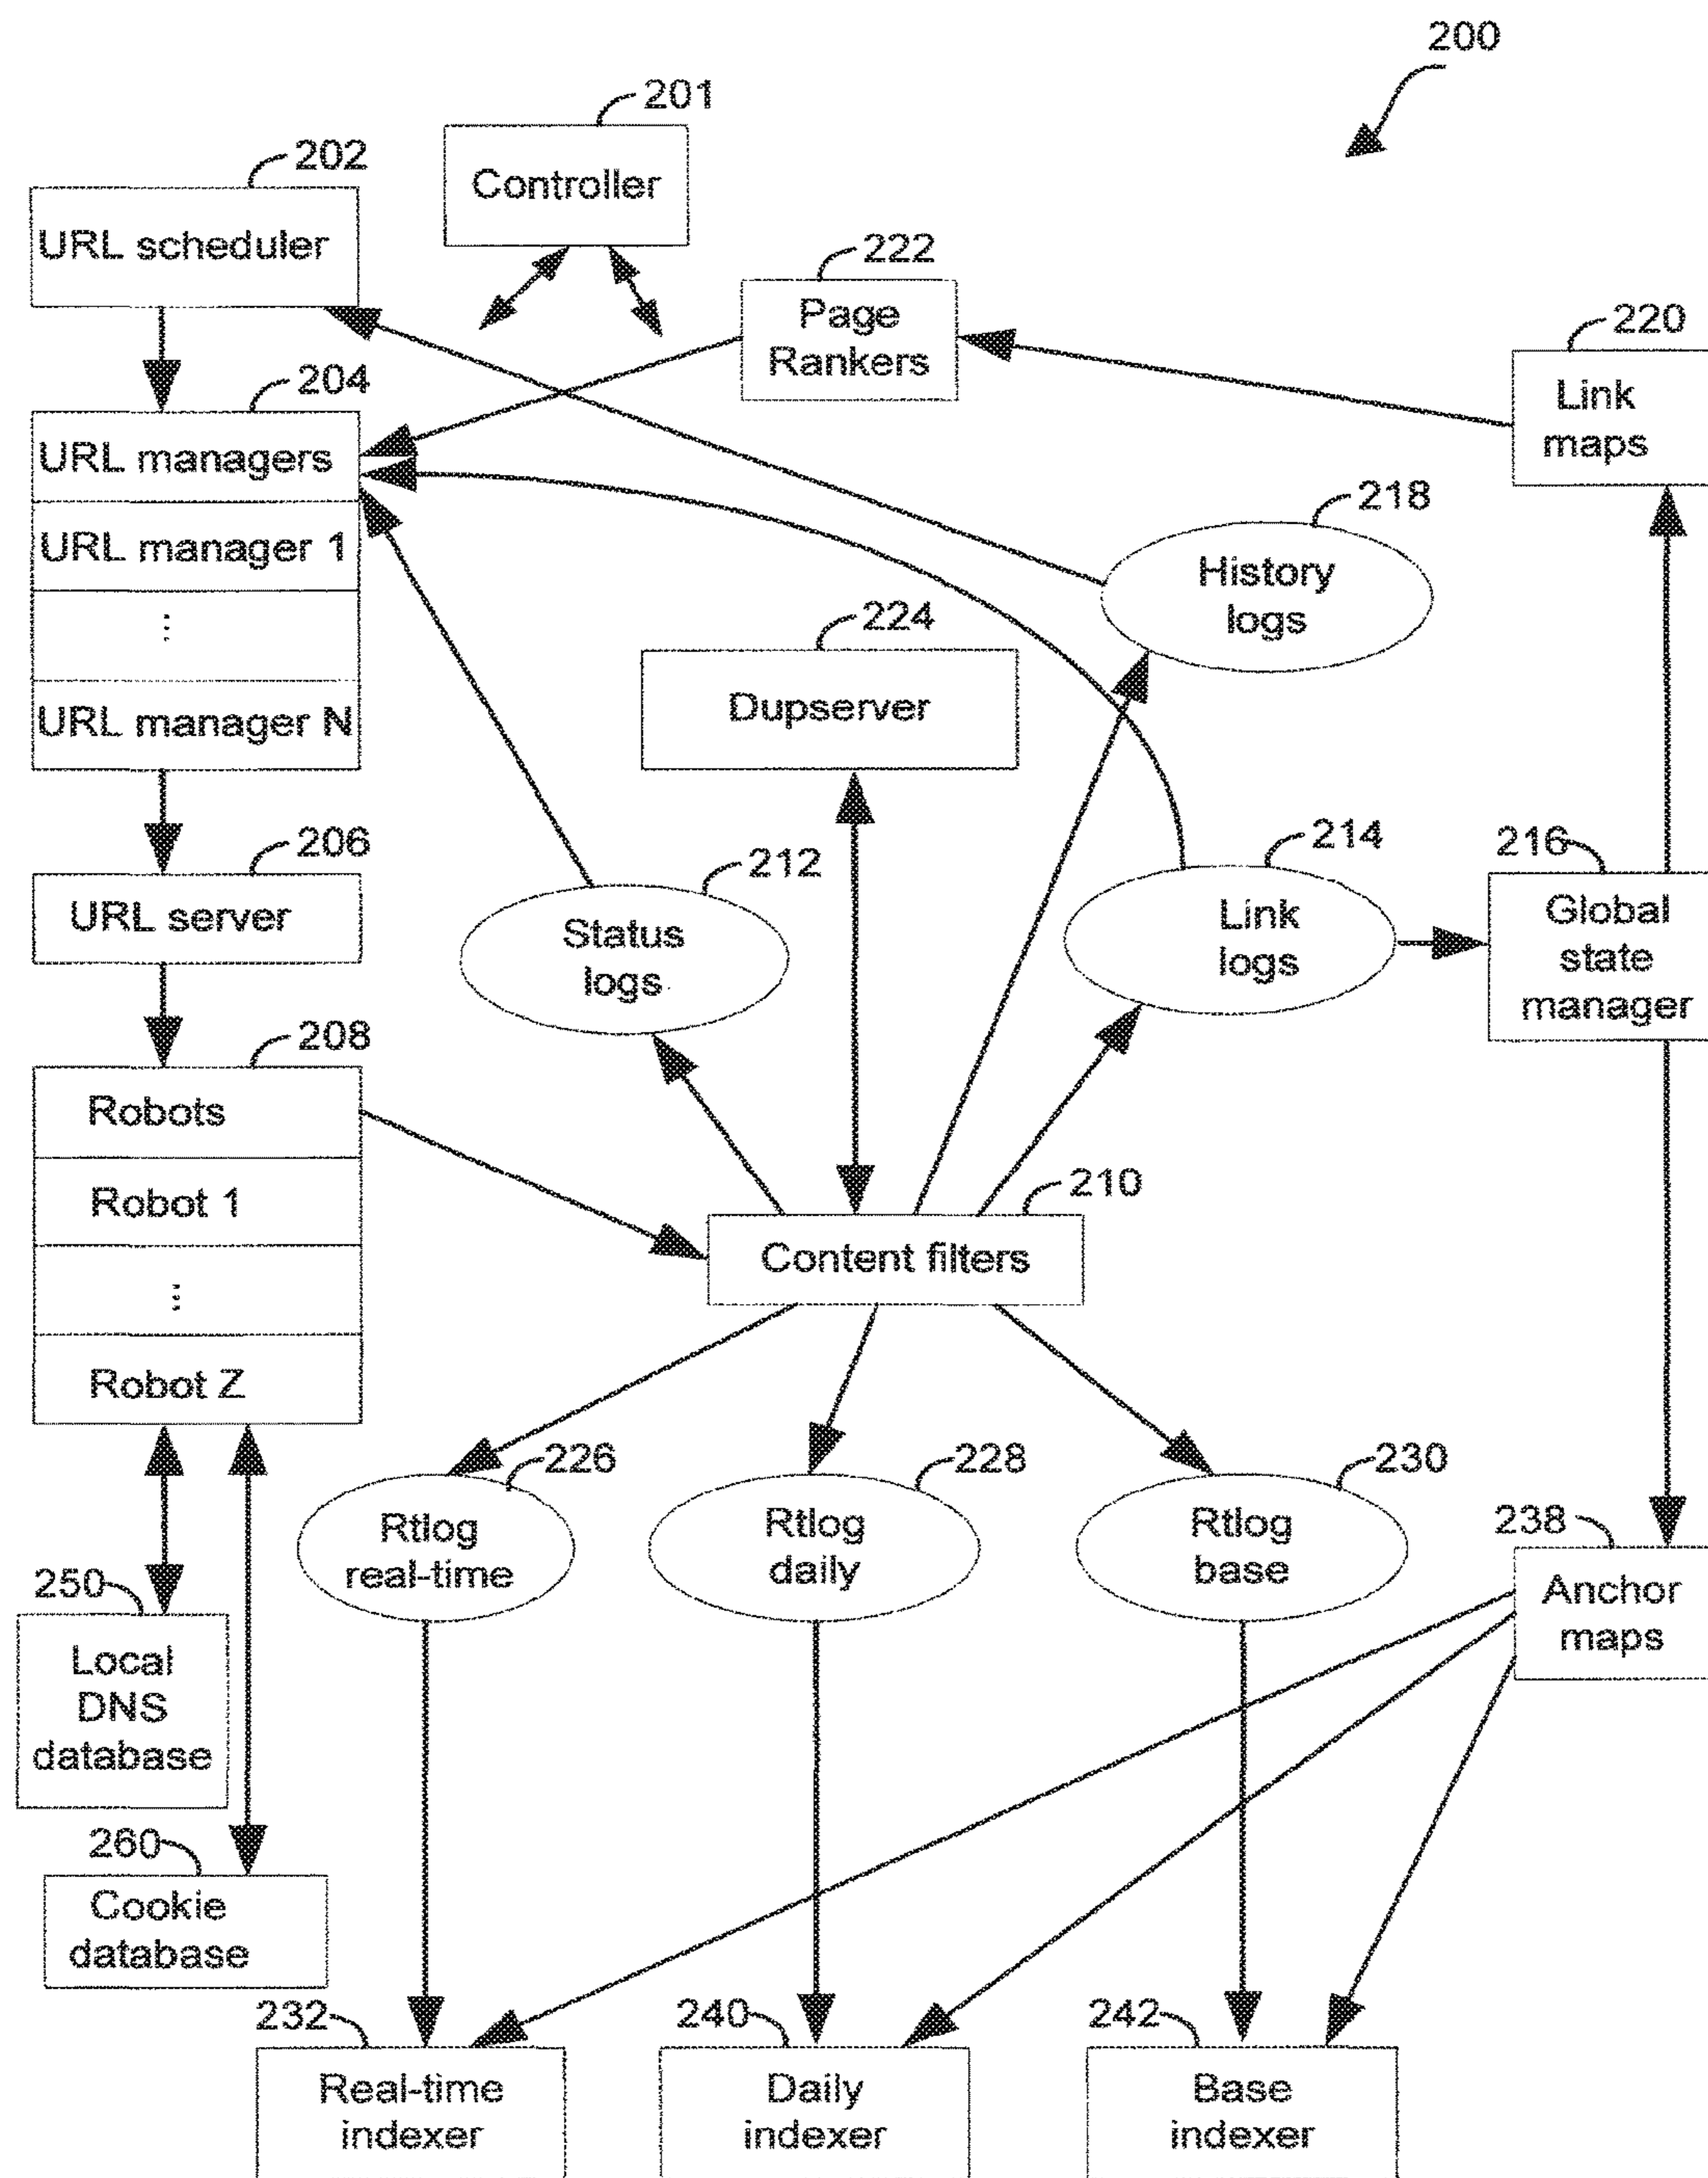 200
201
Controller
202
URL scheduler
222
Page
Rankers
220
Link
maps
204
URL managers
URL manager 1
...
URL manager N
218
History
logs
224
Dupserver
206
URL server
212
Status
logs
214
Link
logs
216
Global
state
manager
208
Robots
Robot 1
...
Robot Z
210
Content filters
226
Rtlog
real-time
228
Rtlog
daily
230
Rtlog
base
238
Anchor
maps
250
Local
DNS
database
260
Cookie
database
232
Real-time
indexer
240
Daily
indexer
242
Base
indexer